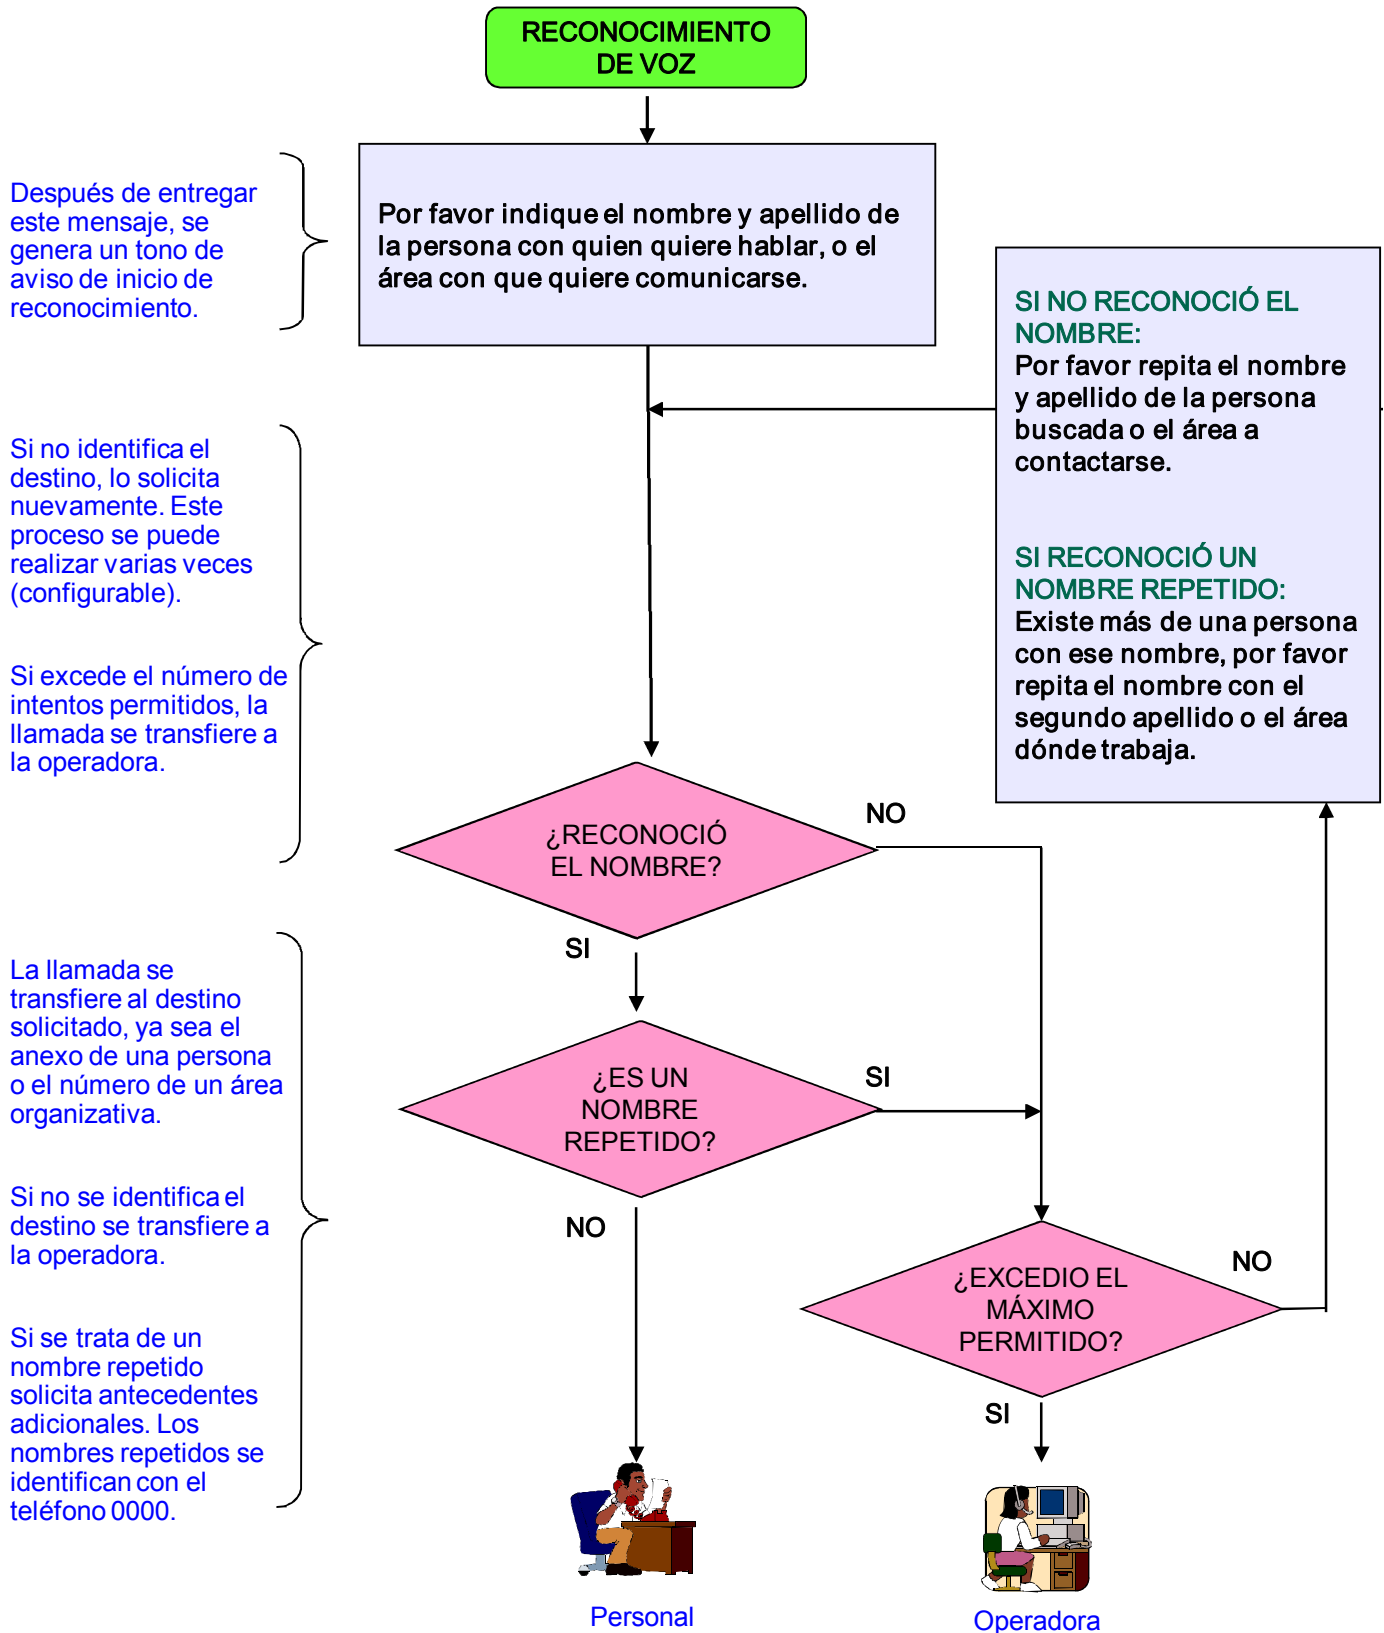 RECONOCIMIENTO
DE VOZ
Después de entregar
este mensaje, se
genera un tono de
aviso de inicio de
reconocimiento.
Por favor indique el nombre y apellido de
la persona con quien quiere hablar, o el
área con que quiere comunicarse.
SI NO RECONOCIÓ EL
NOMBRE:
Por favor repita el nombre
y apellido de la persona
buscada o el área a
contactarse.
SI RECONOCIÓ UN
NOMBRE REPETIDO:
Existe más de una persona
con ese nombre, por favor
repita el nombre con el
segundo apellido o el área
dónde trabaja.
Si no identifica el
destino, lo solicita
nuevamente. Este
proceso se puede
realizar varias veces
(configurable).
Si excede el número de
intentos permitidos, la
llamada se transfiere a
la operadora.
¿RECONOCIÓ
EL NOMBRE?
NO
SI
La llamada se
transfiere al destino
solicitado, ya sea el
anexo de una persona
o el número de un área
organizativa.
Si no se identifica el
destino se transfiere a
la operadora.
Si se trata de un
nombre repetido
solicita antecedentes
adicionales. Los
nombres repetidos se
identifican con el
teléfono 0000.
¿ES UN
NOMBRE
REPETIDO?
SI
NO
¿EXCEDIO EL
MÁXIMO
PERMITIDO?
NO
SI
Personal
Operadora